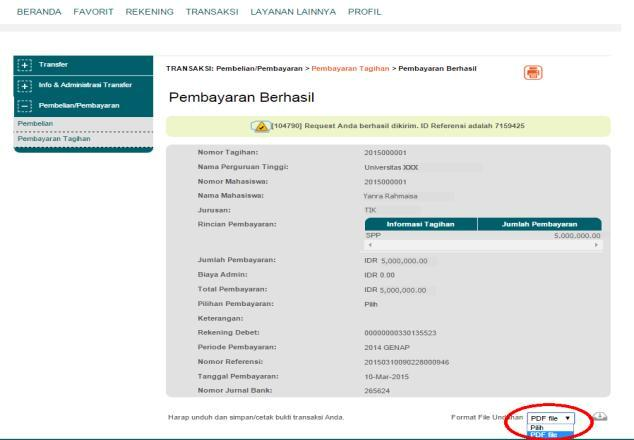 BERANDA FAVORIT REKENING TRANSAKSI LAYANAN LAINNYA PROFIL
Transfer
Info & Administrasi Transfer
Pembelian/Pembayaran
Pembelian
Pembayaran Tagihan
TRANSAKSI: Pembelian/Pembayaran > Pembayaran Tagihan > Pembayaran Berhasil
Pembayaran Berhasil
[104790] Request Anda berhasil dikirim. ID Referensi adalah 7159425
Nomor Tagihan: 2015000001
Nama Perguruan Tinggi: Universitas XXX
Nomor Mahasiswa: 2015000001
Nama Mahasiswa: Yanra Rahmaisa
Jurusan: TIK
Rincian Pembayaran: Informasi Tagihan Jumlah Pembayaran
SPP 5.000,000.00
Jumlah Pembayaran: IDR 5,000,000.00
Biaya Admin: IDR 0.00
Total Pembayaran: IDR 5,000,000.00
Pilihan Pembayaran: Pilih
Keterangan:
Rekening Debet: 00000000330135523
Periode Pembayaran: 2014 GENAP
Nomor Referensi: 20150310090228000946
Tanggal Pembayaran: 10-Mar-2015
Nomor Jurnal Bank: 265624
Harap unduh dan simpan/cetak bukti transaksi Anda. Format File Unduhan PDF file
Pilih
PDF file